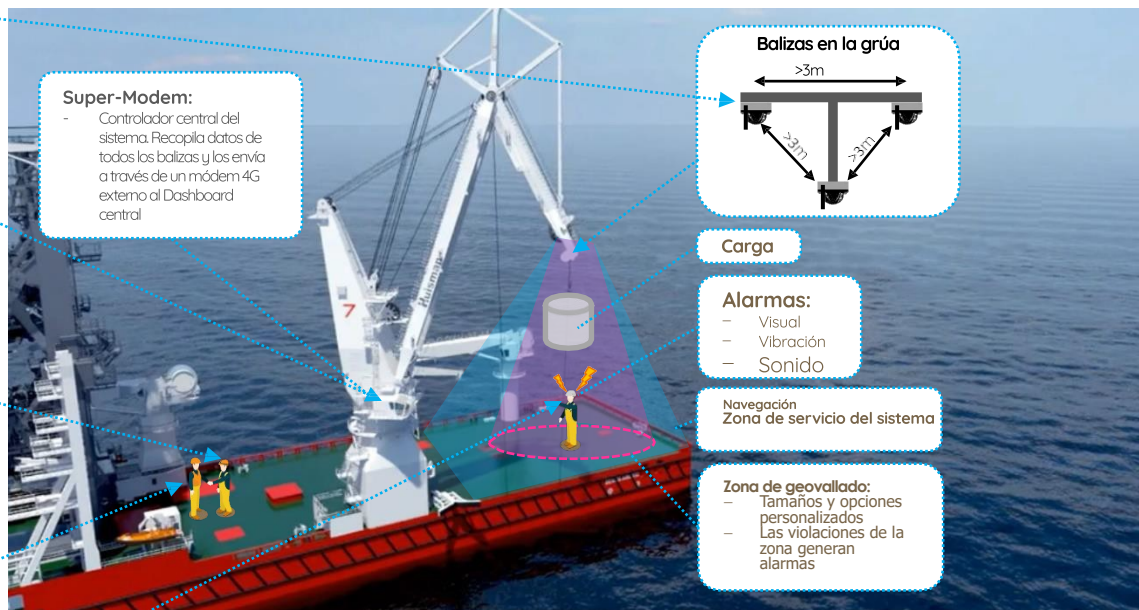 Balizas en la grúa
>3m
>3m
>3m
Super-Modem:
- Controlador central del
sistema. Recopila datos de
todos los balizas y los envía
a través de un módem 4G
externo al Dashboard
central
Carga
Huisman
7
Alarmas:
– Visual
– Vibración
– Sonido
Navegación
Zona de servicio del sistema
Zona de geovallado:
– Tamaños y opciones
personalizados
– Las violaciones de la
zona generan
alarmas